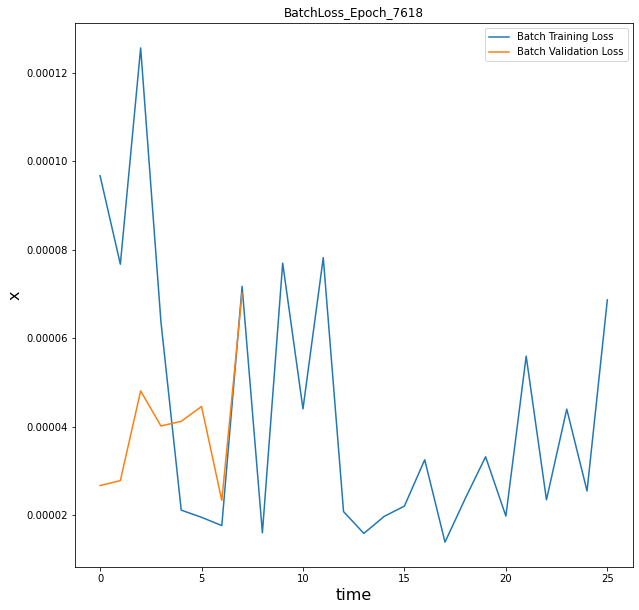 BatchLoss_Epoch_7618
Batch Training Loss
Batch Validation Loss
0.00012
0.00010
0.00008
0.00006
0.00004
0.00002
x
0 5 10 15 20 25
time